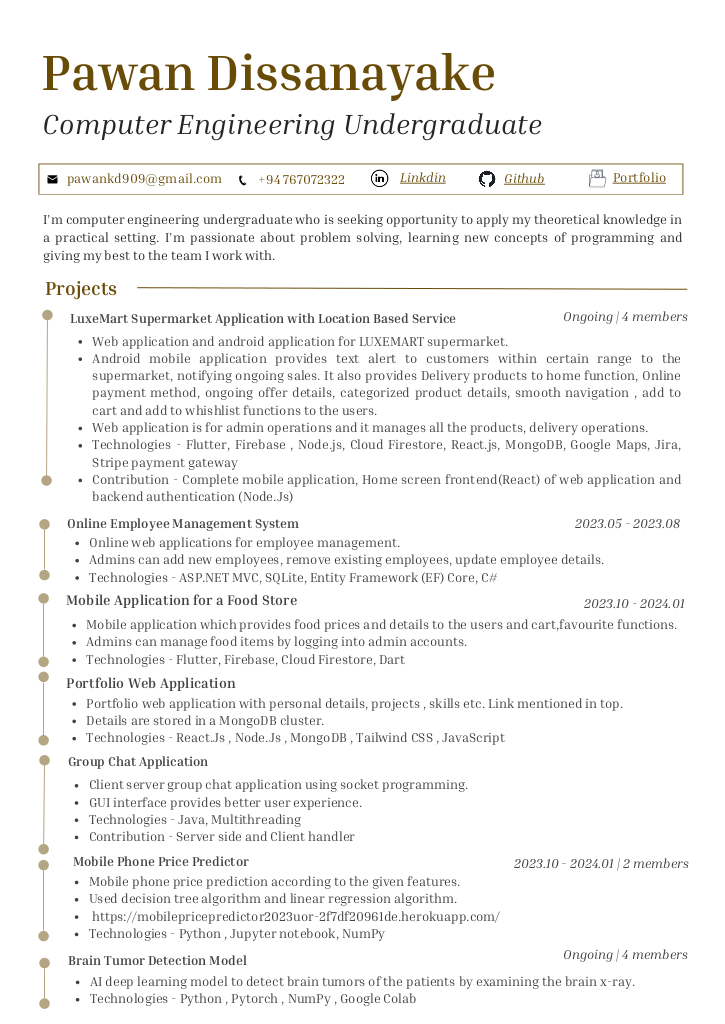 Pawan Dissanayake
Computer Engineering Undergraduate
pawankd909@gmail.com +94767072322 Linkdin Github Portfolio
I'm computer engineering undergraduate who is seeking opportunity to apply my theoretical knowledge in
a practical setting. I'm passionate about problem solving, learning new concepts of programming and
giving my best to the team I work with.
Projects
LuxeMart Supermarket Application with Location Based Service Ongoing | 4 members
• Web application and android application for LUXEMART supermarket.
• Android mobile application provides text alert to customers within certain range to the
supermarket, notifying ongoing sales. It also provides Delivery products to home function, Online
payment method, ongoing offer details, categorized product details, smooth navigation , add to
cart and add to whishlist functions to the users.
• Web application is for admin operations and it manages all the products, delivery operations.
• Technologies - Flutter, Firebase , Node.js, Cloud Firestore, React.js, MongoDB, Google Maps, Jira,
Stripe payment gateway
• Contribution - Complete mobile application, Home screen frontend(React) of web application and
backend authentication (Node.Js)
Online Employee Management System 2023.05 - 2023.08
• Online web applications for employee management.
• Admins can add new employees, remove existing employees, update employee details.
• Technologies - ASP.NET MVC, SQLite, Entity Framework (EF) Core, C#
Mobile Application for a Food Store 2023.10 - 2024.01
• Mobile application which provides food prices and details to the users and cart,favourite functions.
• Admins can manage food items by logging into admin accounts.
• Technologies - Flutter, Firebase, Cloud Firestore, Dart
Portfolio Web Application
• Portfolio web application with personal details, projects , skills etc. Link mentioned in top.
• Details are stored in a MongoDB cluster.
• Technologies - React.Js , Node.Js , MongoDB , Tailwind CSS , JavaScript
Group Chat Application
• Client server group chat application using socket programming.
• GUI interface provides better user experience.
• Technologies - Java, Multithreading
• Contribution - Server side and Client handler
Mobile Phone Price Predictor 2023.10 - 2024.01 | 2 members
• Mobile phone price prediction according to the given features.
• Used decision tree algorithm and linear regression algorithm.
• https://mobilepricepredictor2023uor-2f7df20961de.herokuapp.com/
• Technologies - Python , Jupyter notebook, NumPy
Brain Tumor Detection Model Ongoing | 4 members
• AI deep learning model to detect brain tumors of the patients by examining the brain x-ray.
• Technologies - Python , Pytorch , NumPy , Google Colab